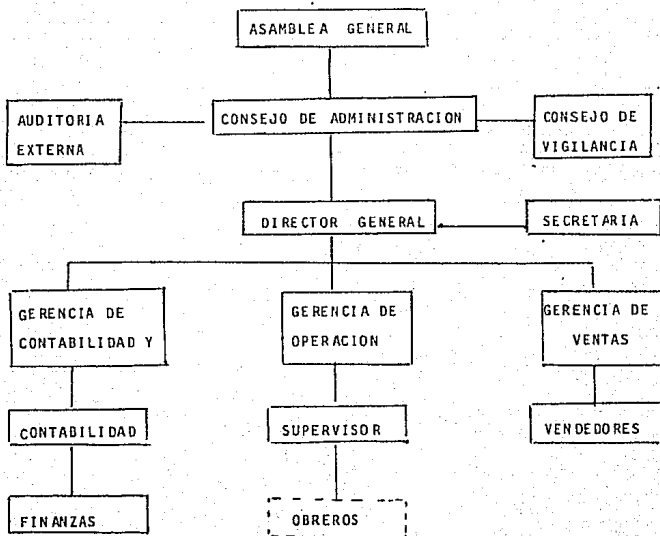 ASAMBLEA GENERAL
AUDITORIA
EXTERNA
CONSEJO DE ADMINISTRACION
CONSEJO DE
VIGILANCIA
DIRECTOR GENERAL
SECRETARIA
GERENCIA DE
CONTABILIDAD Y
GERENCIA DE
OPERACION
GERENCIA DE
VENTAS
CONTABILIDAD
SUPERVISOR
VENDEDORES
FINANZAS
OBREROS